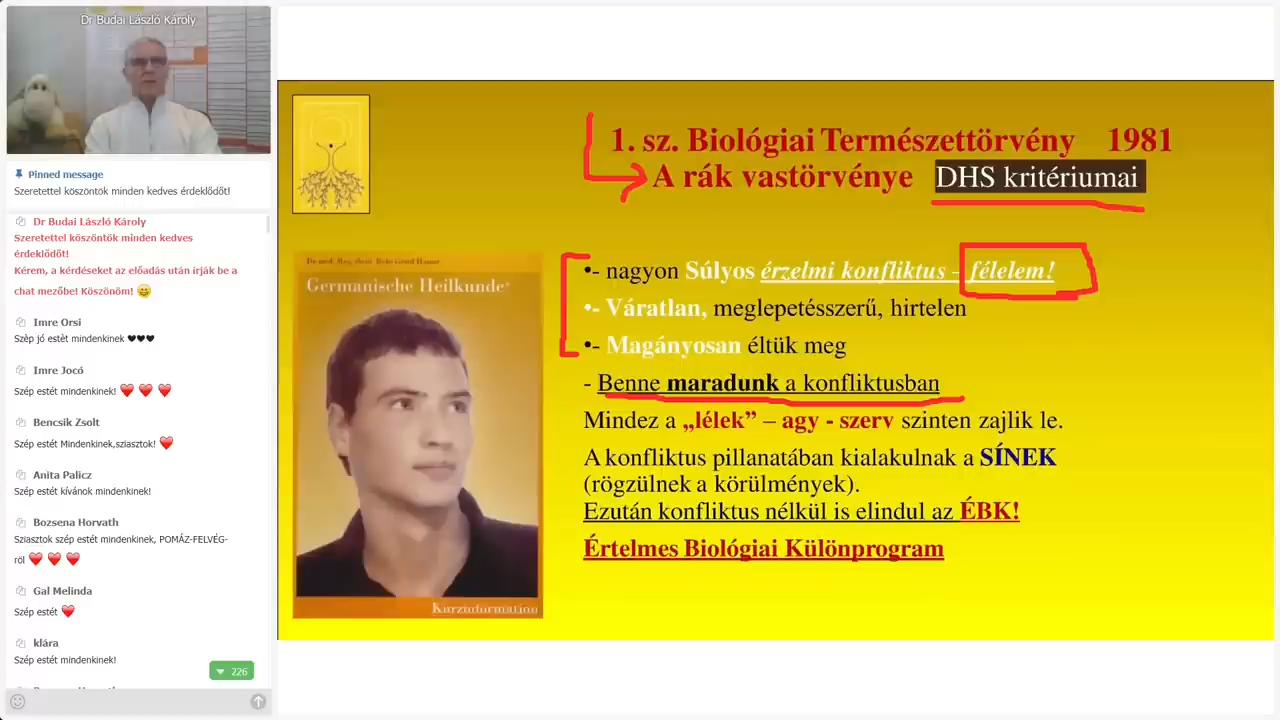 Dr Budai László Károly
Pinned message
Szeretettel köszöntök minden kedves érdeklődőt!
Dr Budai László Károly
Szeretettel köszöntök minden kedves
érdeklődőt!
Kérem, a kérdéseket az előadás után írják be a
chat mezőbe! Köszönöm! 😊
Imre Orsi
Szèp jó estèt mindenkinek ♥♥♥
Imre Jocó
Szép estét mindenkinek! ❤️ ❤️ ❤️
Bencsik Zsolt
Szép estét Mindenkinek,sziasztok! ❤️
Anita Palicz
Szép estét kívánok mindenkinek!
Bozsena Horvath
Sziasztok szép estét mindenkinek, POMÁZ-FELVÉG-
ről ❤️ ❤️ ❤️
Gal Melinda
Szép estét ❤️
klára
Szép estét mindenkinek!
226
1. sz. Biológiai Természettörvény 1981
A rák vastörvénye DHS kritériumai
Germanische Heilkunde®
Kurzinformation
•- nagyon Súlyos érzelmi konfliktus – félelem!
•- Váratlan, meglepetésszerű, hirtelen
•- Magányosan éltük meg
- Benne maradunk a konfliktusban
Mindez a „lélek” – agy - szerv szinten zajlik le.
A konfliktus pillanatában kialakulnak a SÍNEK
(rögzülnek a körülmények).
Ezután konfliktus nélkül is elindul az ÉBK!
Értelmes Biológiai Különprogram